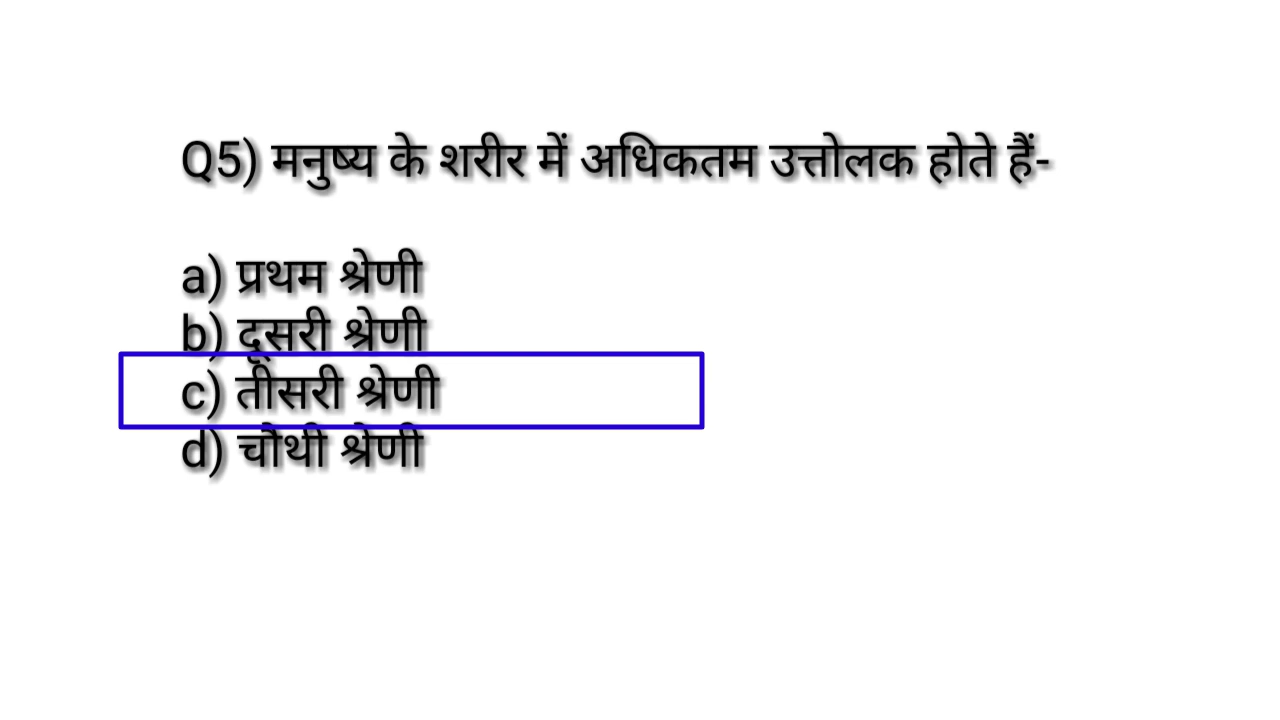 Q5) मनुष्य के शरीर में अधिकतम उत्तोलक होते हैं-
a) प्रथम श्रेणी
b) दूसरी श्रेणी
c) तीसरी श्रेणी
d) चौथी श्रेणी